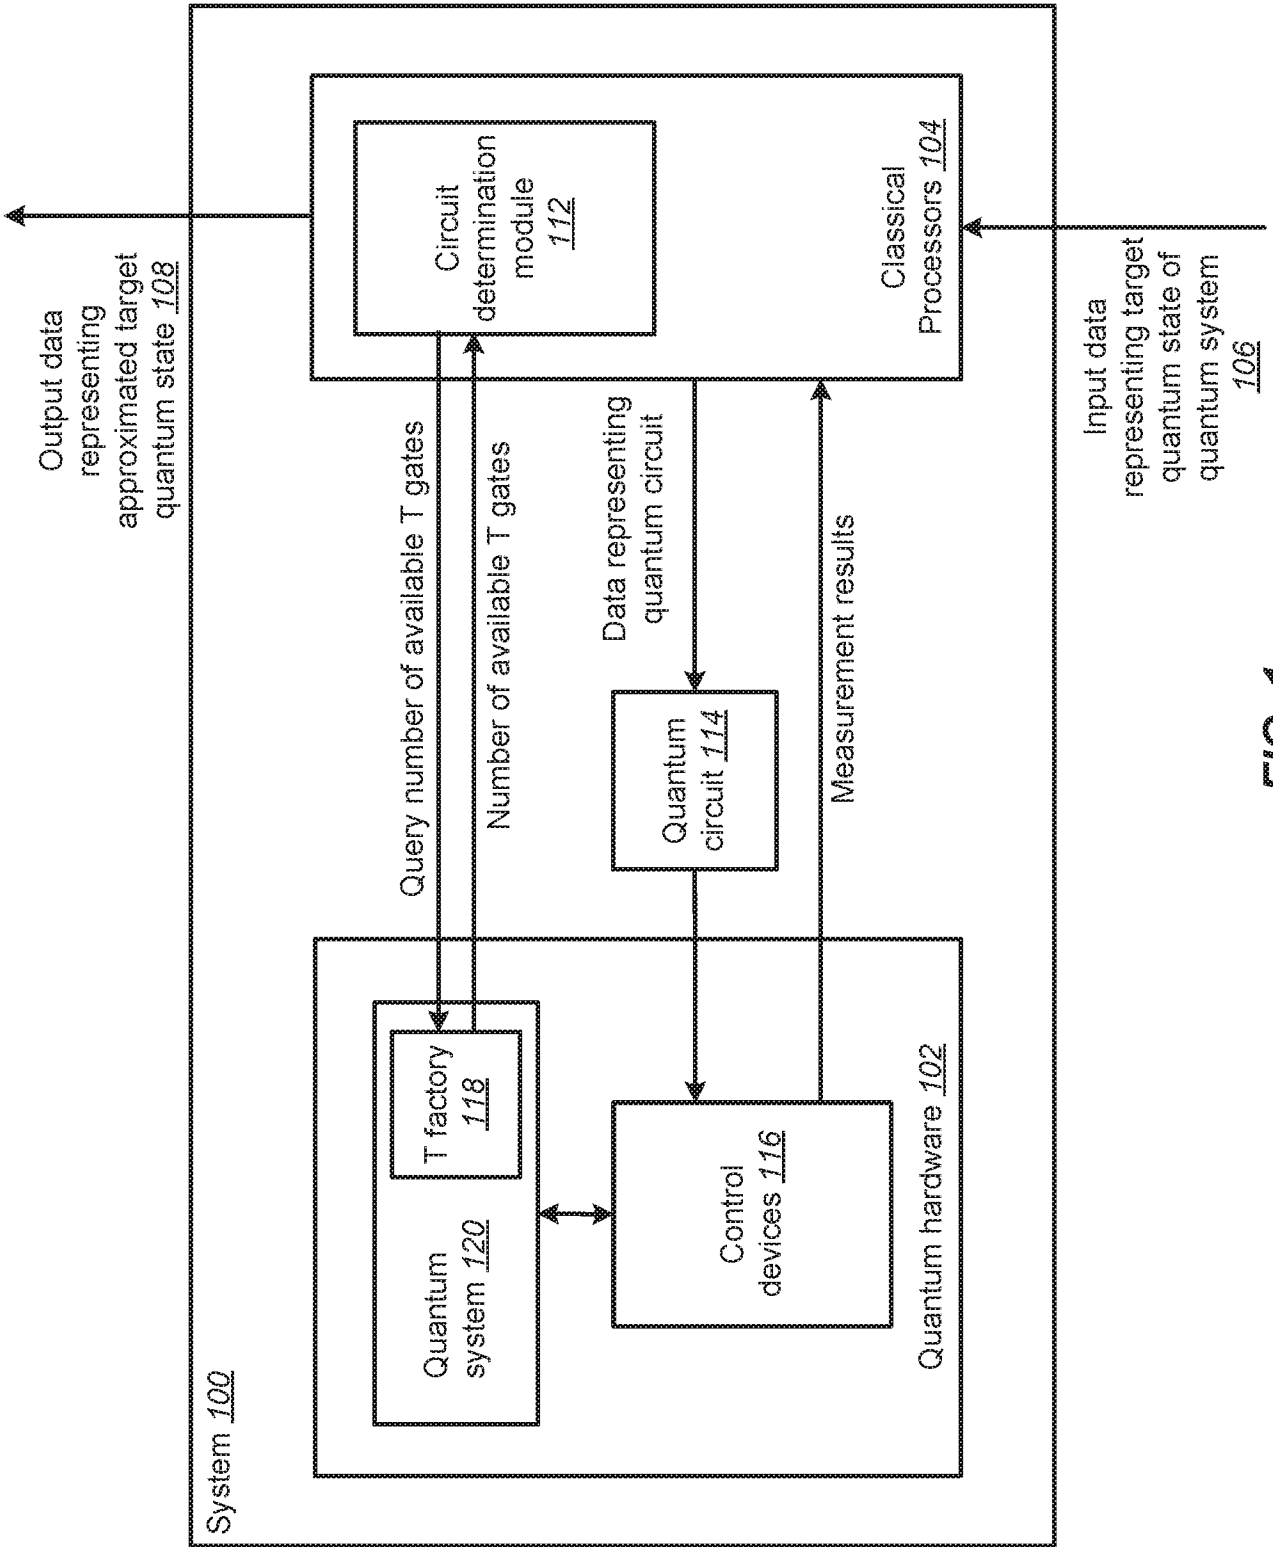 System 100
Quantum
system 120
T factory
118
Control
devices 116
Quantum hardware 102
Query number of available T gates
Number of available T gates
Data representing
quantum circuit
Quantum
circuit 114
Measurement results
Circuit
determination
module
112
Classical
Processors 104
Output data
representing
approximated target
quantum state 108
Input data
representing target
quantum state of
quantum system
106